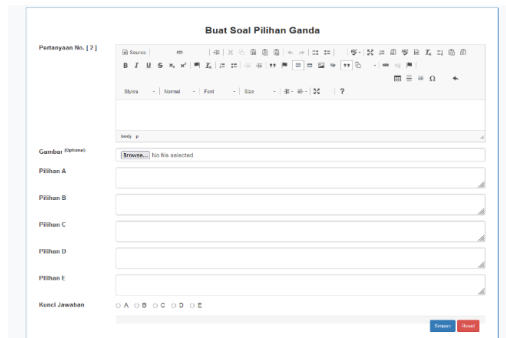 Buat Soal Pilihan Ganda
Pertanyaan No. [ 2 ]
Source
B I U S x₂ x²
Styles Normal Font Size ?
body p
Gambar (Optional)
Browse... No file selected.
Pilihan A
Pilihan B
Pilihan C
Pilihan D
Pilihan E
Kunci Jawaban A B C D E
Simpan Reset